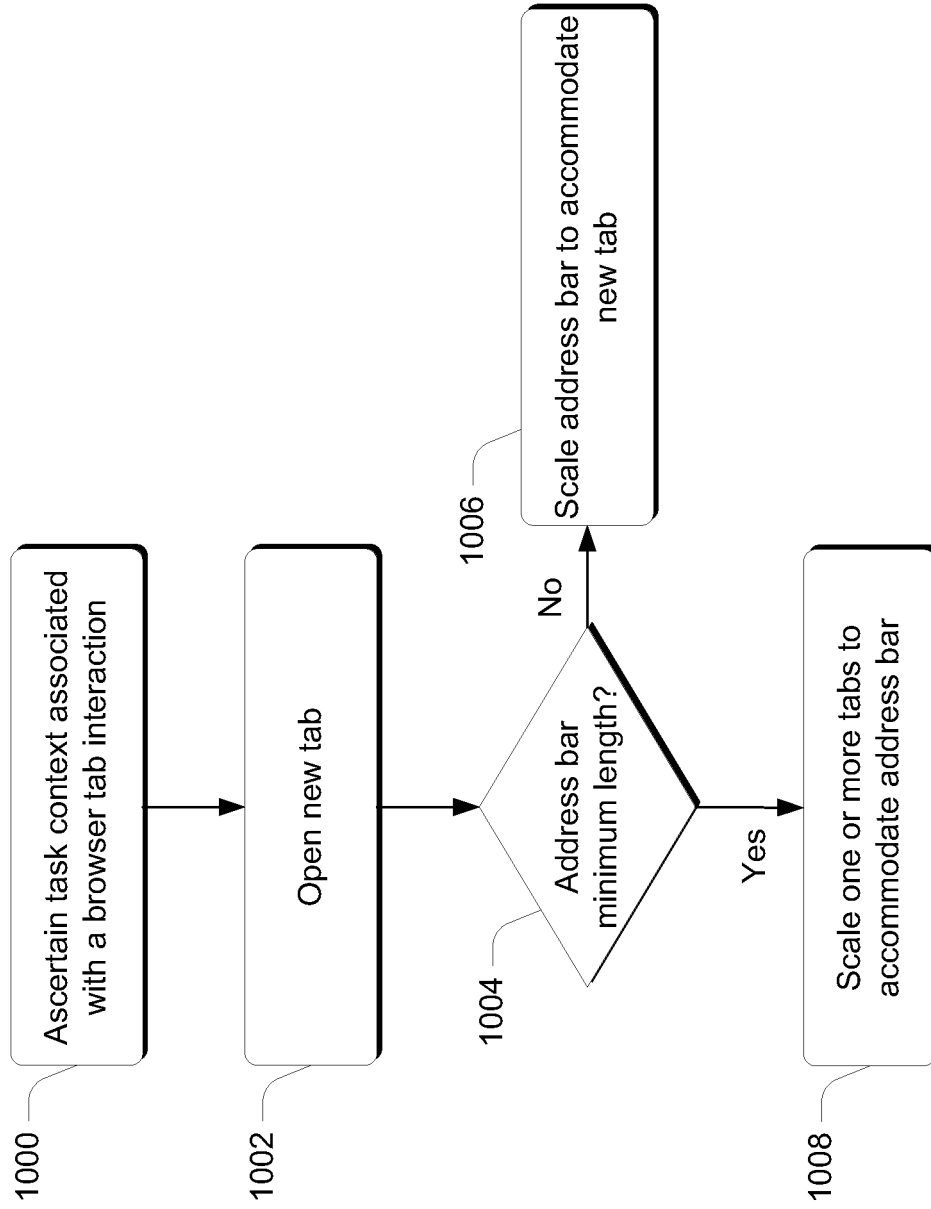 1000
Ascertain task context associated
with a browser tab interaction
1002
Open new tab
1004
Address bar
minimum length?
No
1006
Scale address bar to accommodate
new tab
Yes
1008
Scale one or more tabs to
accommodate address bar